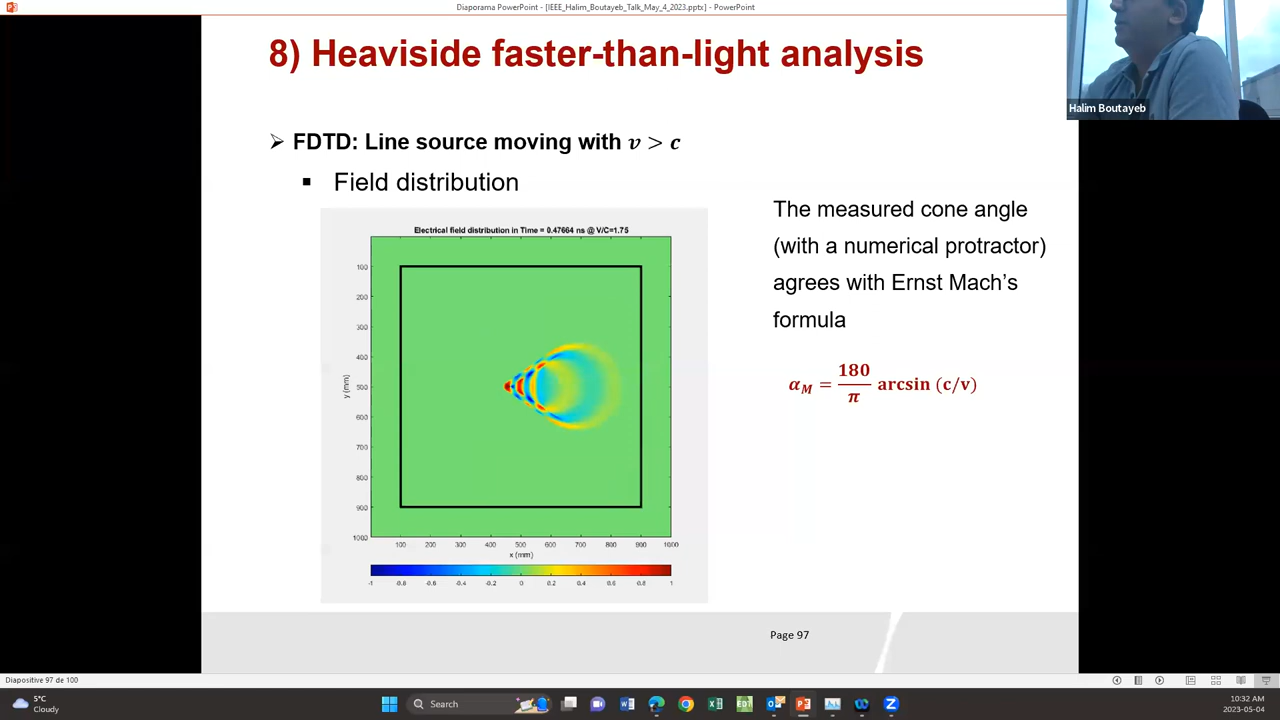 Diaporama PowerPoint - [IEEE_Halim_Boutayeb_Talk_May_4_2023.pptx] - PowerPoint
8) Heaviside faster-than-light analysis
Halim Boutayeb
➢ FDTD: Line source moving with v > c
▪ Field distribution
The measured cone angle
(with a numerical protractor)
agrees with Ernst Mach's
formula
α_M = 180/π arcsin (c/v)
Electrical field distribution in Time = 0.47664 ns @ V/C=1.75
100
200
300
400
500
600
700
800
900
1000
y (mm)
100 200 300 400 500 600 700 800 900 1000
x (mm)
-1 -0.8 -0.6 -0.4 -0.2 0 0.2 0.4 0.6 0.8 1
Page 97
Diapositive 97 de 100
5°C
Cloudy
Search
EDT
10:32 AM
2023-05-04